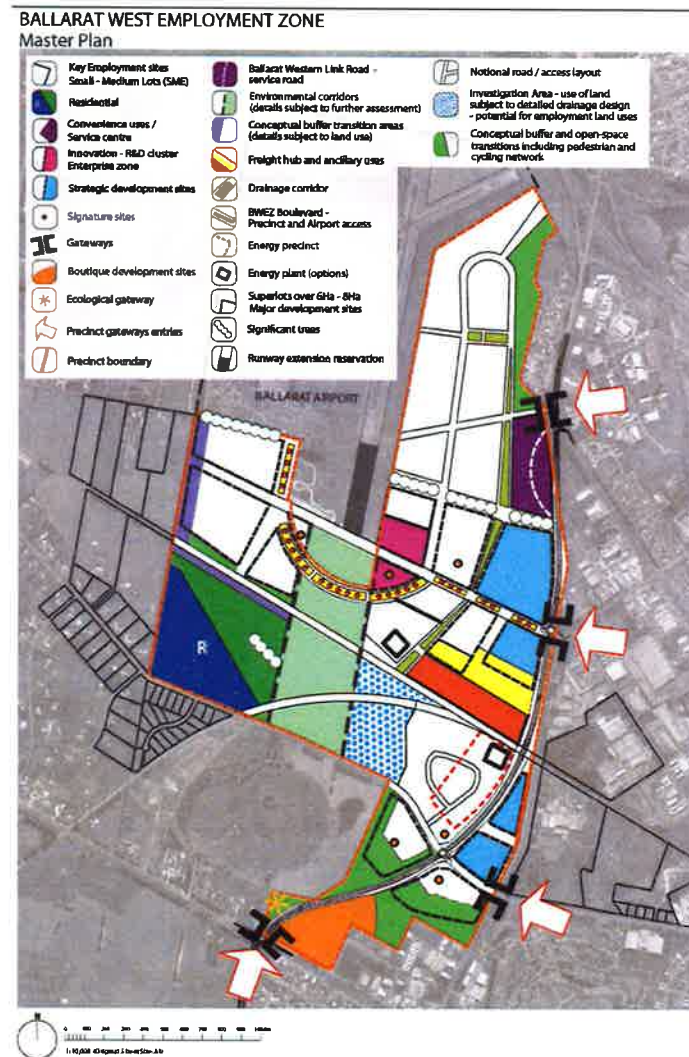 BALLARAT WEST EMPLOYMENT ZONE
Master Plan
Key Employment sites
Small - Medium Lots (SME)
Residential
Convenience uses /
Service centre
Innovation - R&D cluster
Enterprise zone
Strategic development sites
Signature sites
Gateways
Boutique development sites
Ecological gateway
Precinct gateways entries
Precinct boundary
Ballarat Western Link Road -
service road
Environmental corridors
(details subject to further assessment)
Conceptual buffer transition areas
(details subject to land use)
Freight hub and ancillary uses
Drainage corridor
BWEZ Boulevard -
Precinct and Airport access
Energy precinct
Energy plant (options)
Superlots over 6Ha - 8Ha
Major development sites
Significant trees
Runway extension reservation
Notional road / access layout
Investigation Area - use of land
subject to detailed drainage design
- potential for employment land uses
Conceptual buffer and open-space
transitions including pedestrian and
cycling network
BALLARAT AIRPORT
R
N